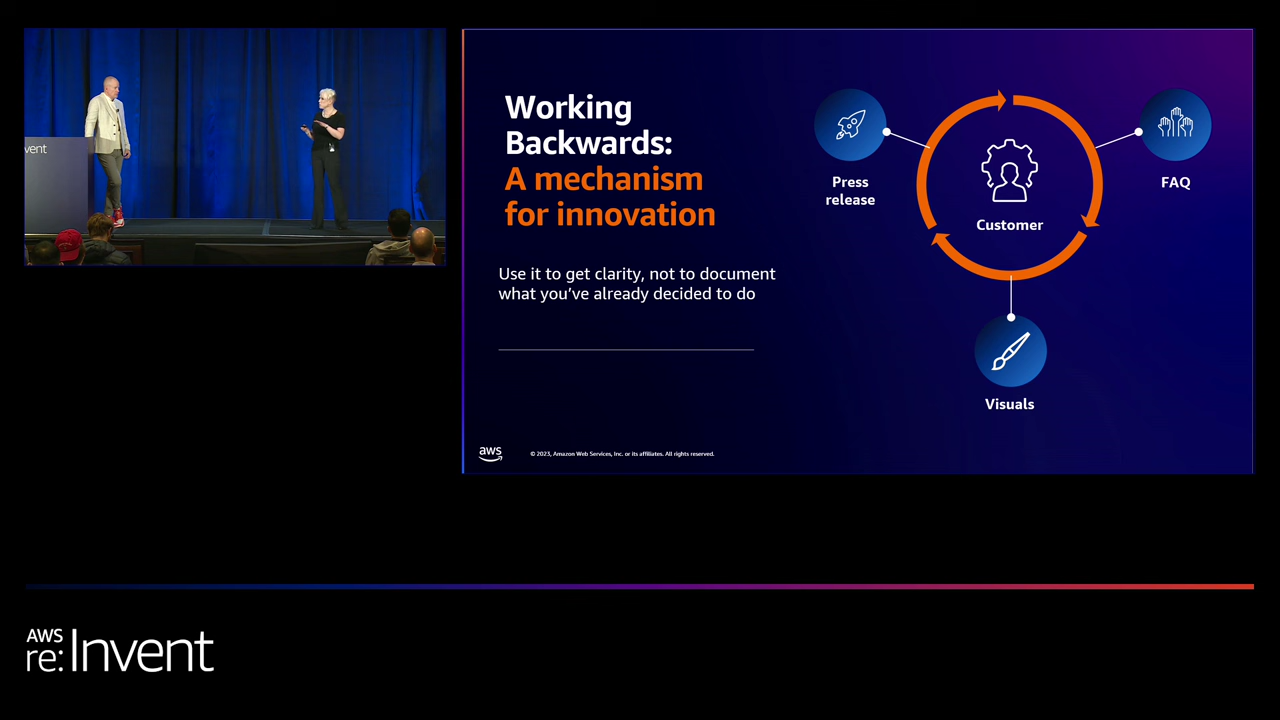 vent
Working
Backwards:
A mechanism
for innovation
Use it to get clarity, not to document
what you’ve already decided to do
Press
release
Customer
FAQ
Visuals
aws
© 2023, Amazon Web Services, Inc. or its affiliates. All rights reserved.
AWS
re:Invent